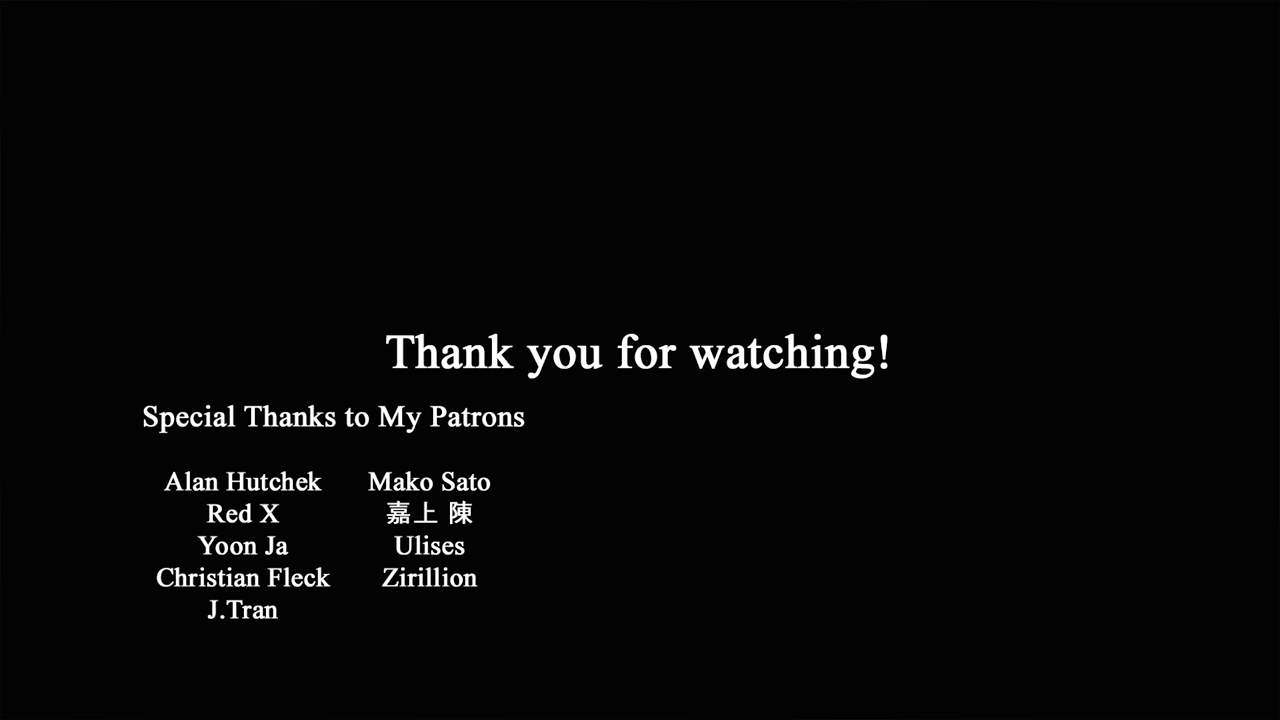 Thank you for watching!
Special Thanks to My Patrons
Alan Hutchek
Red X
Yoon Ja
Christian Fleck
J.Tran
Mako Sato
嘉上 陳
Ulises
Zirillion